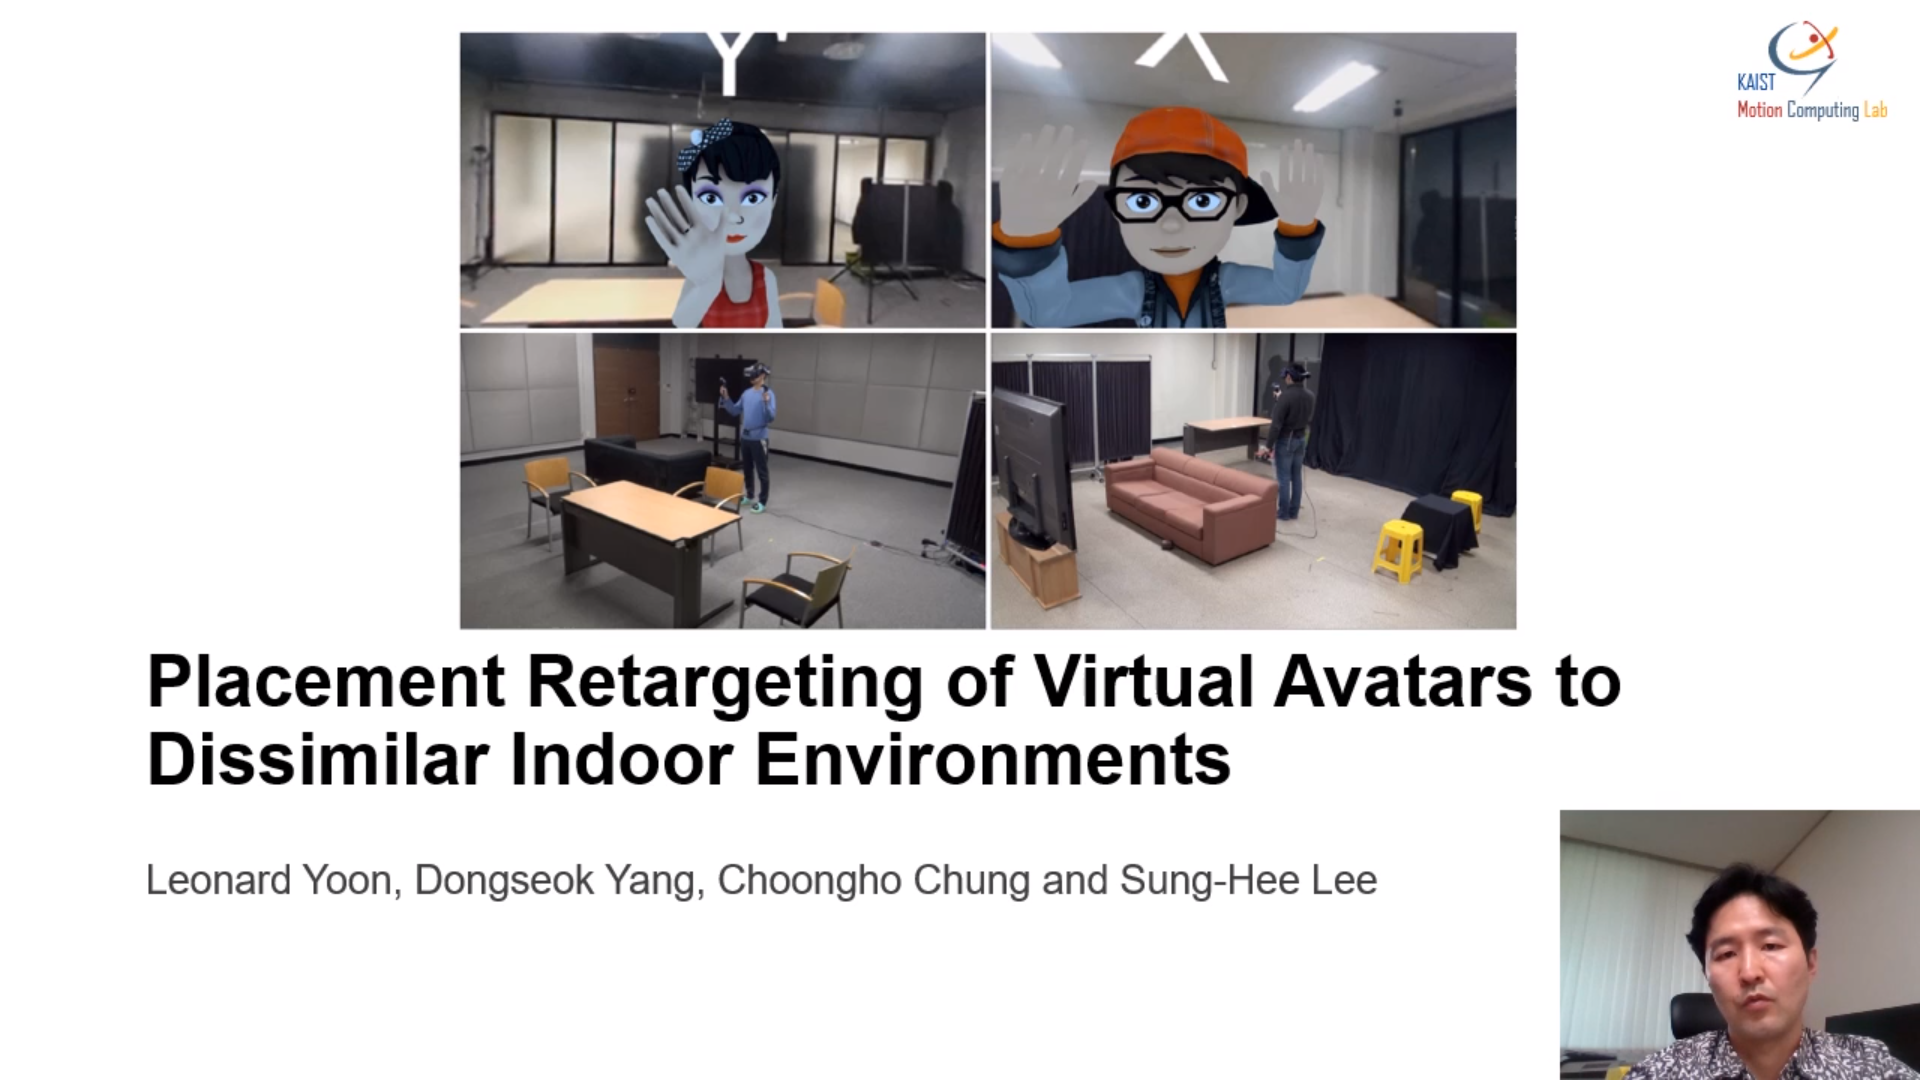 Y
X
KAIST
Motion Computing Lab
Placement Retargeting of Virtual Avatars to
Dissimilar Indoor Environments
Leonard Yoon, Dongseok Yang, Choongho Chung and Sung-Hee Lee